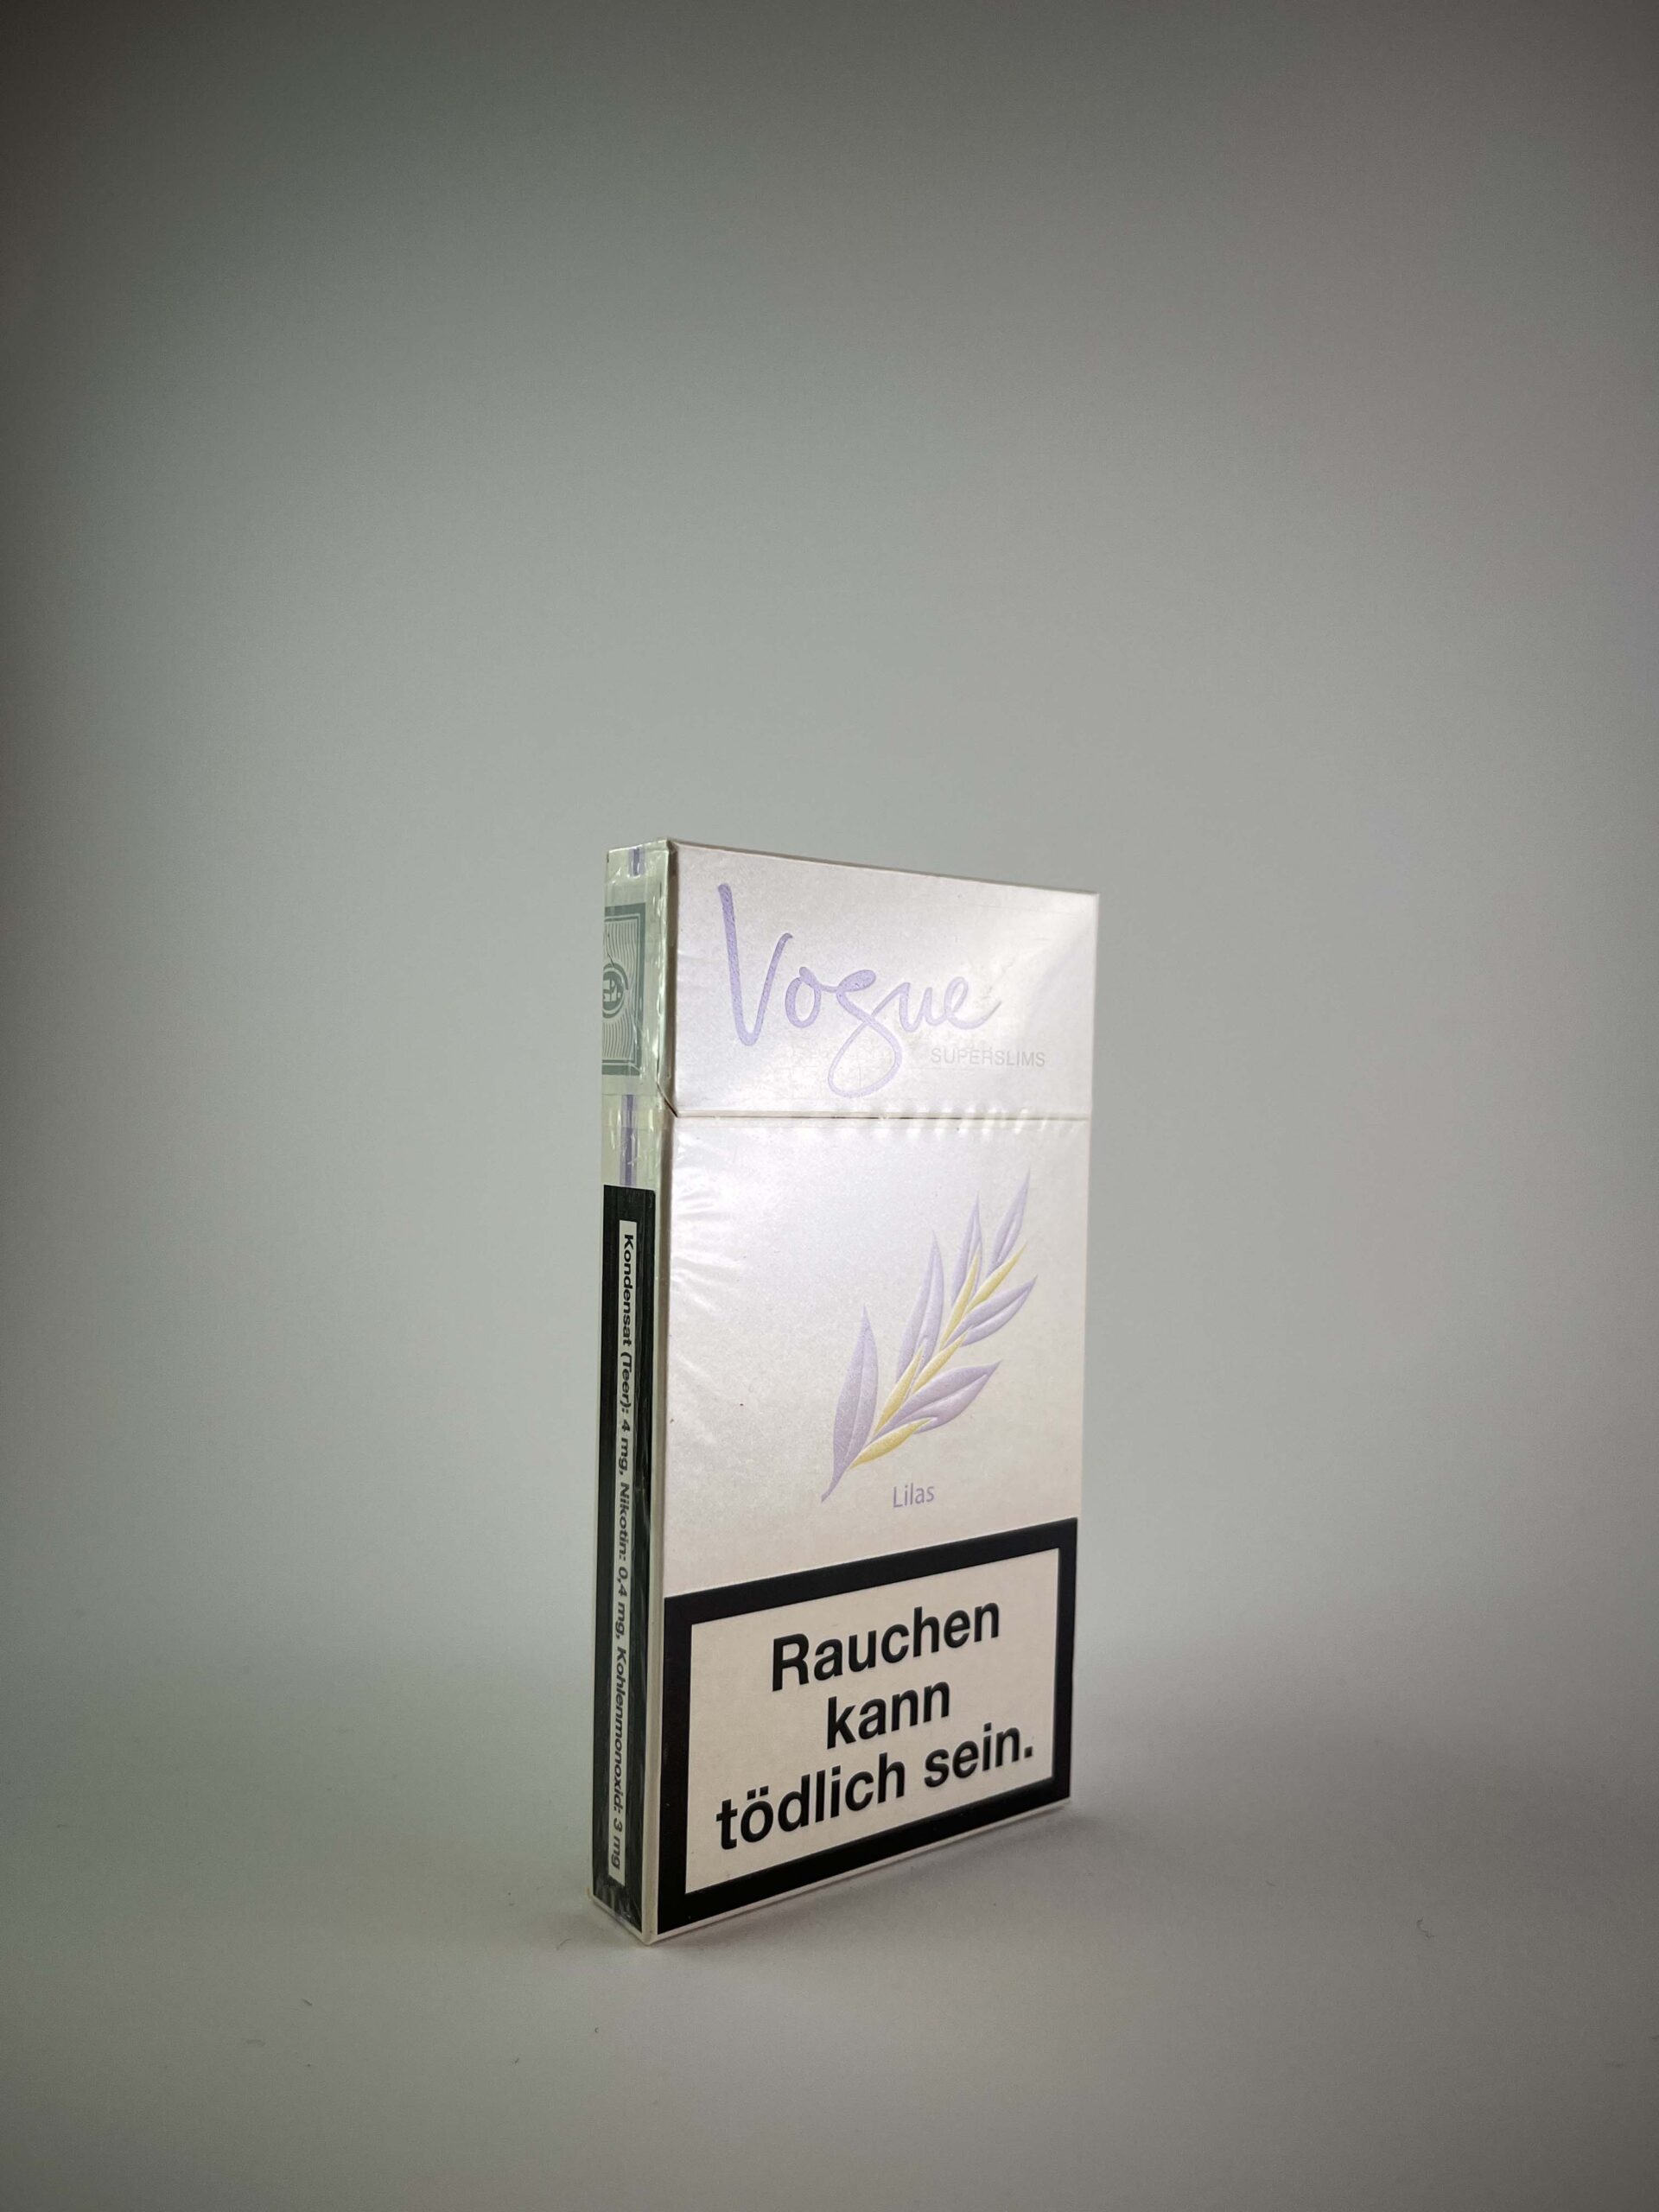 Vogue
SUPERSLIMS
Lilas
Rauchen
kann
tödlich sein.
Kondensat (Teer): 4 mg, Nikotin: 0,4 mg, Kohlenmonoxid: 3 mg